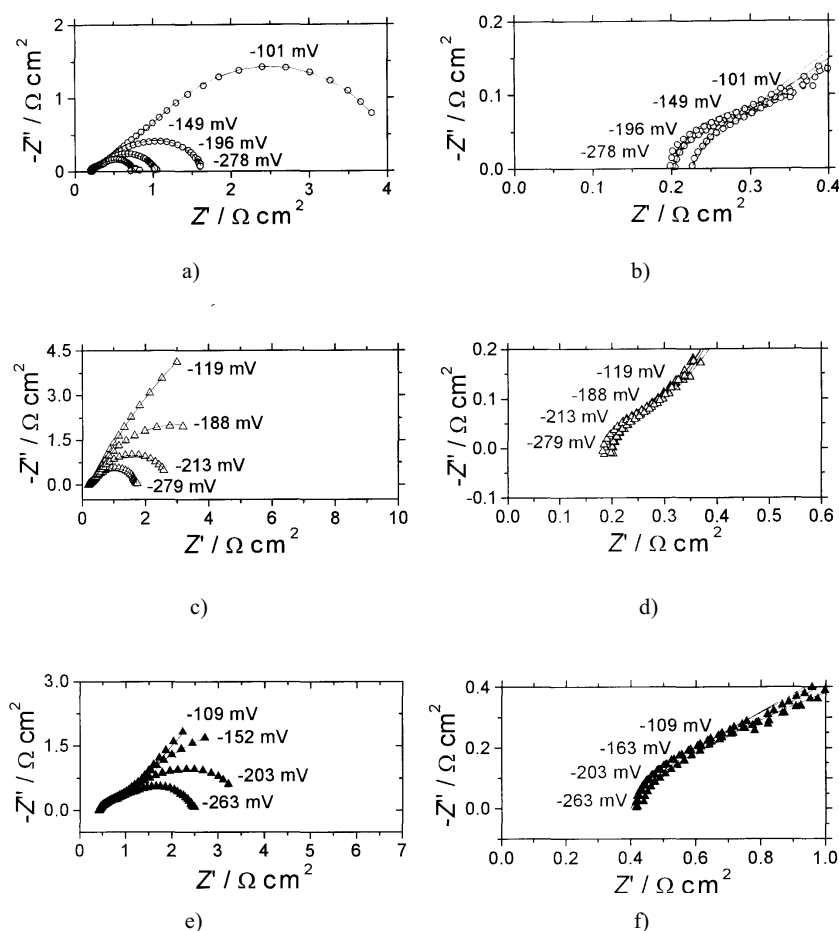 2
1
0
0 1 2 3 4
-Z" / Ω cm²
Z' / Ω cm²
-101 mV
-149 mV
-196 mV
-278 mV
a)
0.2
0.1
0.0
0.0 0.1 0.2 0.3 0.4
-Z" / Ω cm²
Z' / Ω cm²
-101 mV
-149 mV
-196 mV
-278 mV
b)
4.5
3.0
1.5
0.0
0 2 4 6 8 10
-Z" / Ω cm²
Z' / Ω cm²
-119 mV
-188 mV
-213 mV
-279 mV
c)
0.2
0.1
0.0
-0.1
0.0 0.1 0.2 0.3 0.4 0.5 0.6
-Z" / Ω cm²
Z' / Ω cm²
-119 mV
-188 mV
-213 mV
-279 mV
d)
3.0
1.5
0.0
0 1 2 3 4 5 6 7
-Z" / Ω cm²
Z' / Ω cm²
-109 mV
-152 mV
-203 mV
-263 mV
e)
0.4
0.2
0.0
0.0 0.2 0.4 0.6 0.8 1.0
-Z" / Ω cm²
Z' / Ω cm²
-109 mV
-163 mV
-203 mV
-263 mV
f)